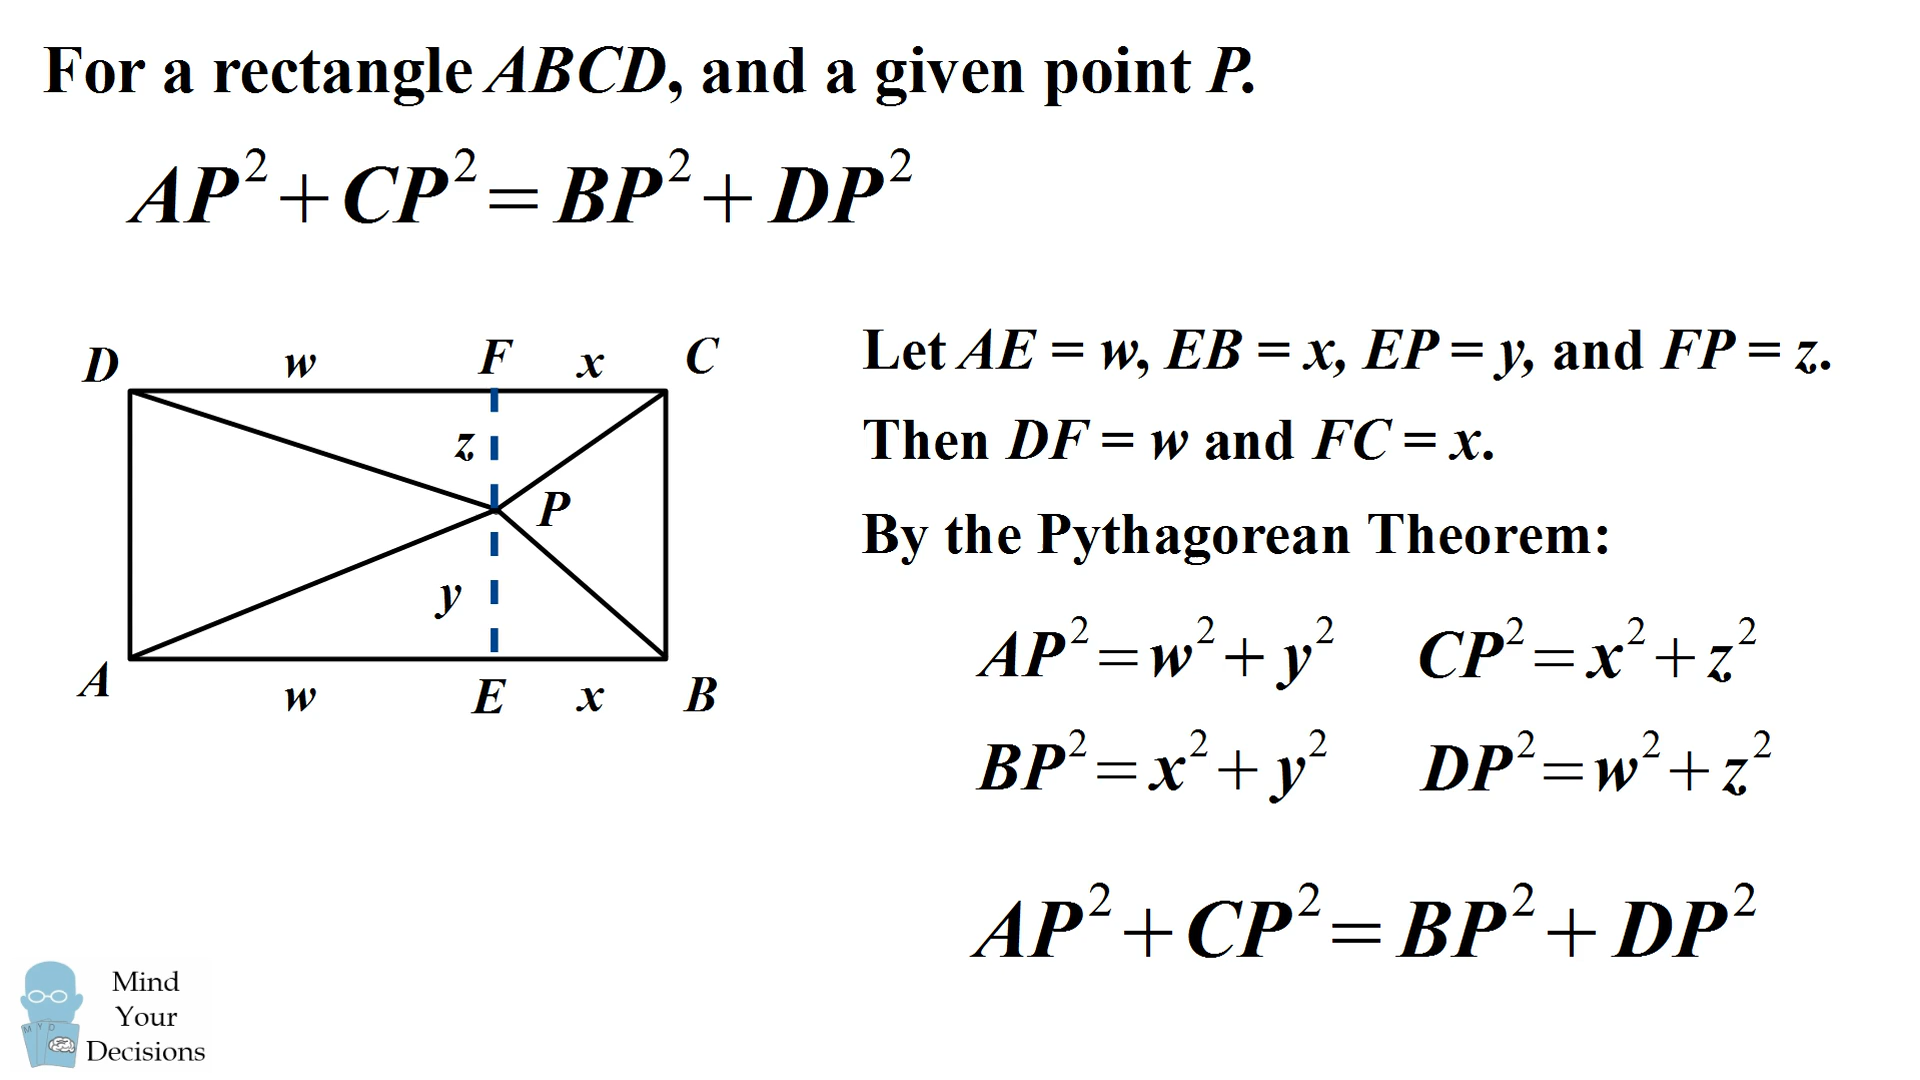 For a rectangle ABCD, and a given point P.
AP² + CP² = BP² + DP²
D w F x C
z
P
y
A w E x B
Let AE = w, EB = x, EP = y, and FP = z.
Then DF = w and FC = x.
By the Pythagorean Theorem:
AP² = w² + y² CP² = x² + z²
BP² = x² + y² DP² = w² + z²
AP² + CP² = BP² + DP²
M Y D
Mind
Your
Decisions